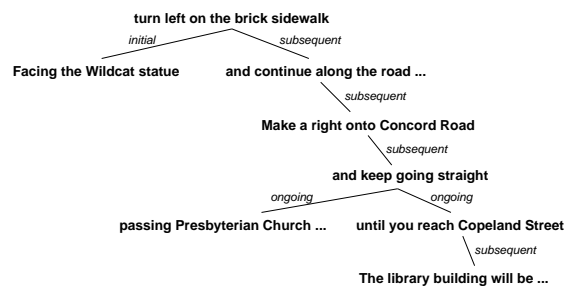 turn left on the brick sidewalk
initial subsequent
Facing the Wildcat statue and continue along the road ...
subsequent
Make a right onto Concord Road
subsequent
and keep going straight
ongoing ongoing
passing Presbyterian Church ... until you reach Copeland Street
subsequent
The library building will be ...